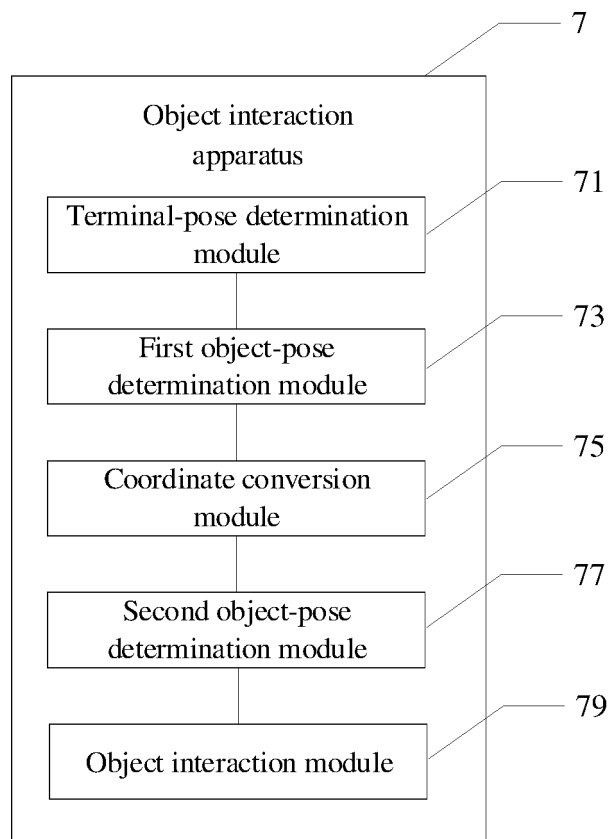 7
Object interaction
apparatus
71
Terminal-pose determination
module
73
First object-pose
determination module
75
Coordinate conversion
module
77
Second object-pose
determination module
79
Object interaction module